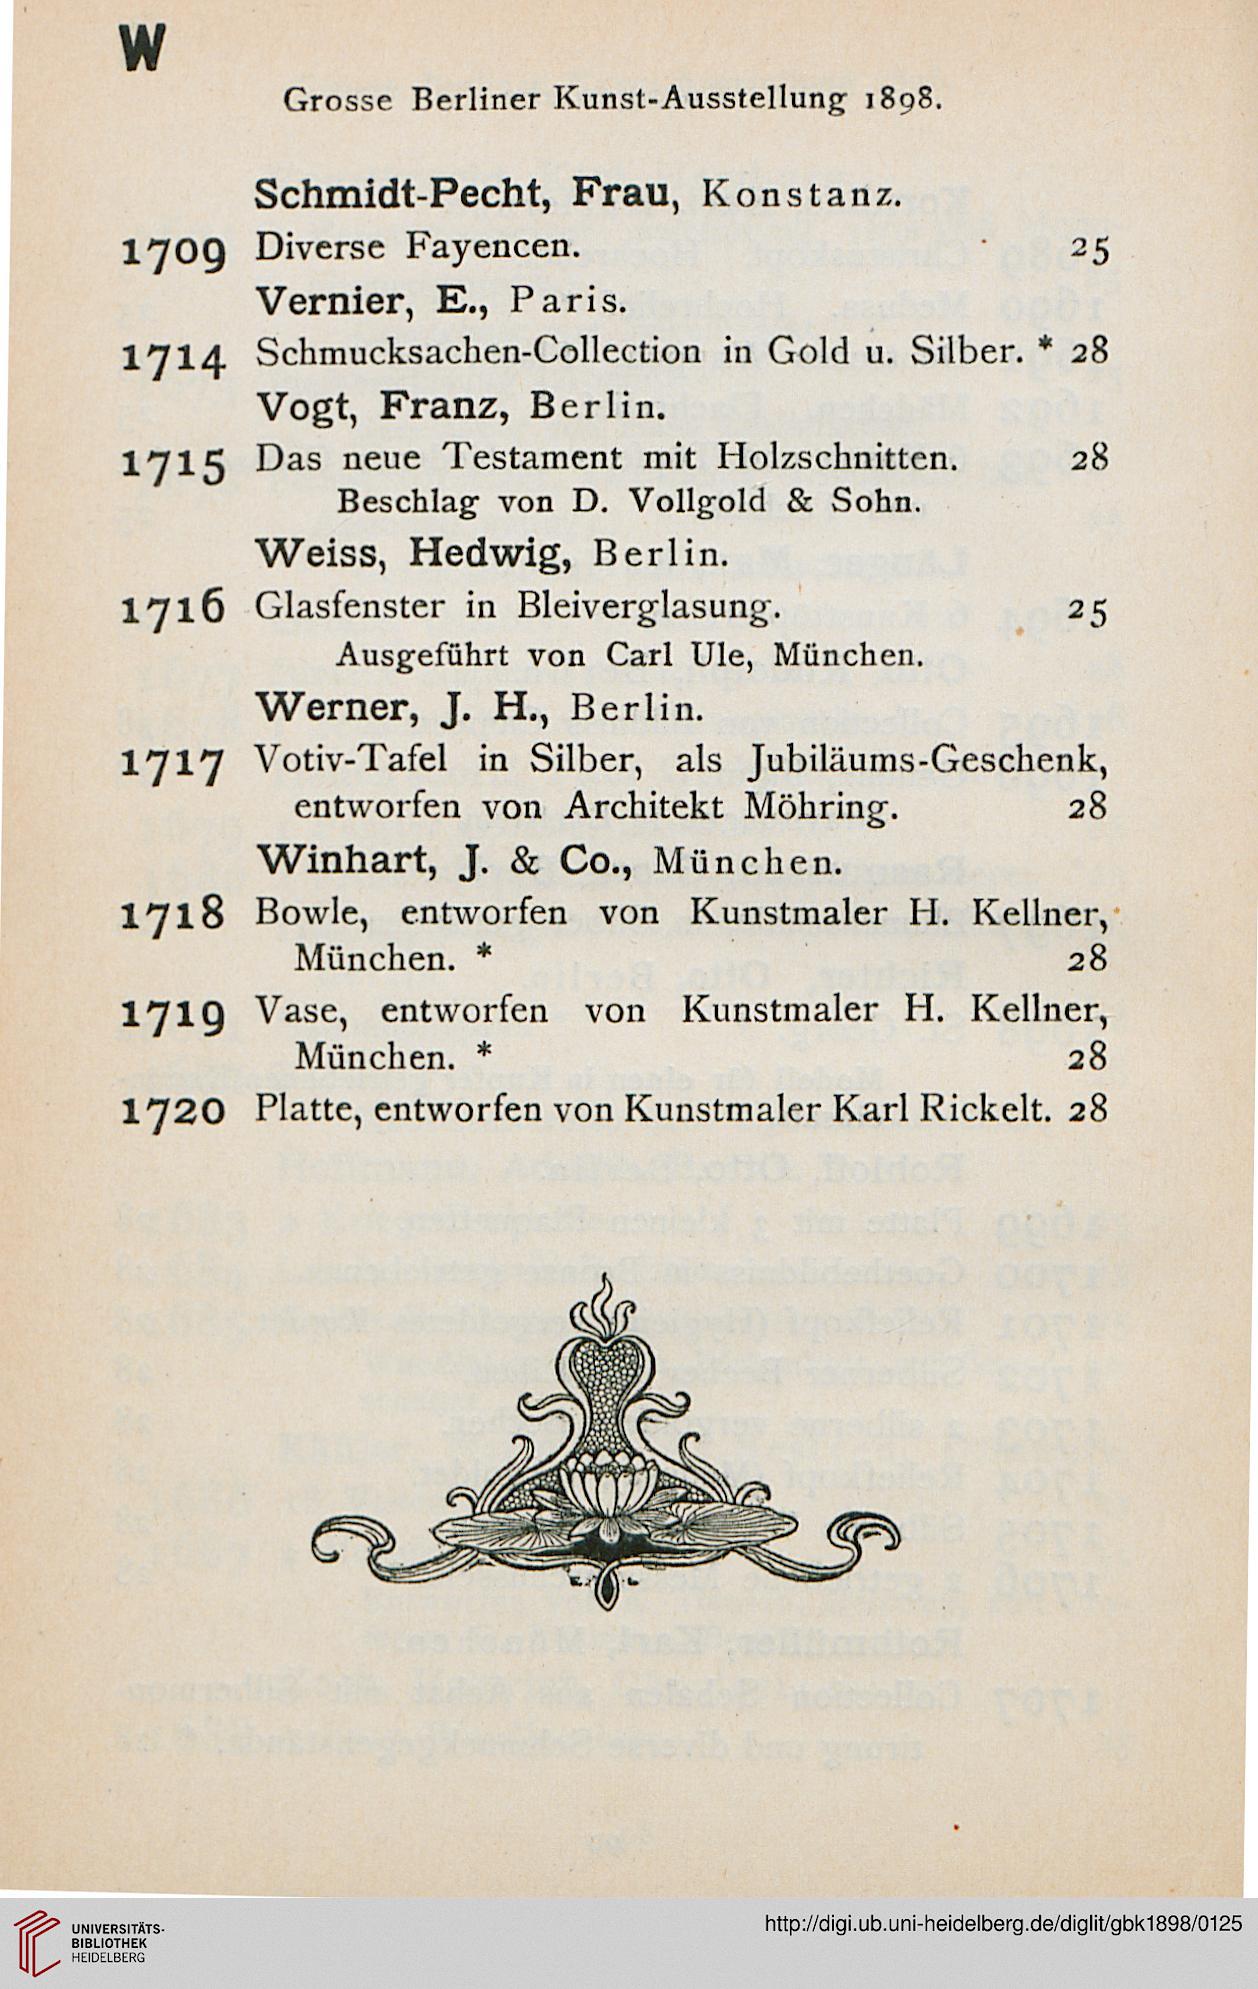 W
Grosse Berliner Kunst-Ausstellung 1898.
Schmidt-Pecht, Frau, Konstanz.
1709 Diverse Fayencen. 25
Vernier, E., Paris.
1714 Schmucksachen-Collection in Gold u. Silber. * 28
Vogt, Franz, Berlin.
1715 Das neue Testament mit Holzschnitten. 28
Beschlag von D. Vollgold & Sohn.
Weiss, Hedwig, Berlin.
1716 Glasfenster in Bleiverglasung. 25
Ausgeführt von Carl Ule, München.
Werner, J. H., Berlin.
1717 Votiv-Tafel in Silber, als Jubiläums-Geschenk,
entworfen von Architekt Möhring. 28
Winhart, J. & Co., München.
1718 Bowle, entworfen von Kunstmaler H. Kellner,
München. * 28
1719 Vase, entworfen von Kunstmaler H. Kellner,
München. * 28
1720 Platte, entworfen von Kunstmaler Karl Rickelt. 28
E. L.
UNIVERSITÄTS-
BIBLIOTHEK
HEIDELBERG
http://digi.ub.uni-heidelberg.de/diglit/gbk1898/0125